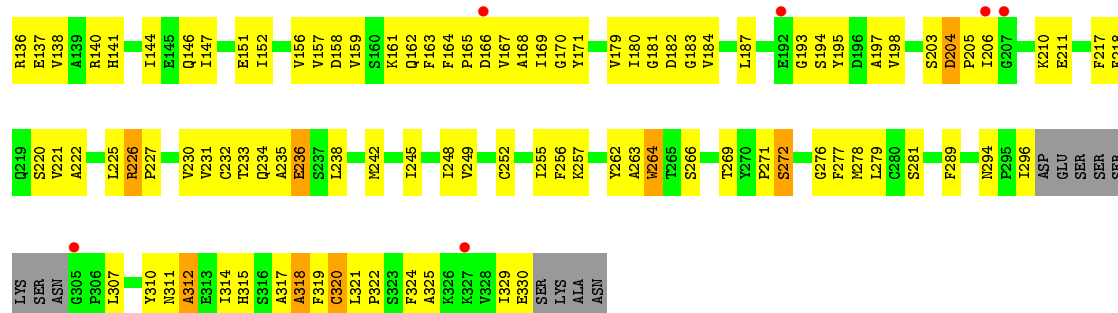 R136 E137 V138 A139 R140 H141 I144 E145 Q146 I147 E151 I152 V156 V157 D158 V159 S160 K161 Q162 F163 F164 P165 D166 V167 A168 I169 G170 Y171 V179 I180 G181 D182 G183 V184 L187 E192 G193 S194 Y195 D196 A197 V198 S203 D204 P205 I206 G207 K210 E211 F217 F218
Q219 S220 V221 A222 L225 R226 P227 V230 V231 C232 T233 Q234 A235 E236 S237 L238 M242 I245 I248 V249 C252 I255 F256 K257 Y262 A263 W264 T265 S266 T269 Y270 P271 S272 G276 F277 M278 L279 C280 S281 F289 N294 P295 I296 ASP GLU SER SER SER
LYS SER ASN G305 P306 L307 Y310 N311 A312 E313 I314 H315 S316 A317 A318 F319 C320 L321 P322 S323 F324 A325 K326 K327 V328 I329 E330 SER LYS ALA ASN